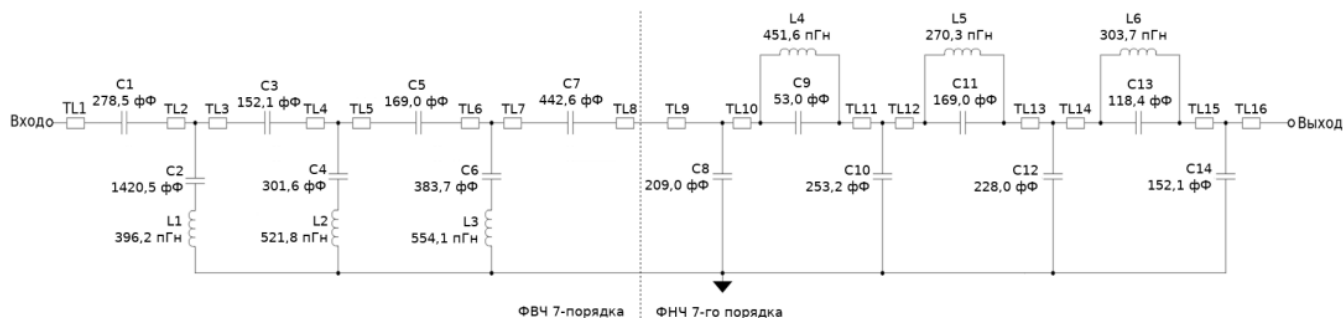 L4
451,6 пГн
L5
270,3 пГн
L6
303,7 пГн
C1
278,5 фФ
C3
152,1 фФ
C5
169,0 фФ
C7
442,6 фФ
C9
53,0 фФ
C11
169,0 фФ
C13
118,4 фФ
Вход
TL1
TL2
TL3
TL4
TL5
TL6
TL7
TL8
TL9
TL10
TL11
TL12
TL13
TL14
TL15
TL16
Выход
C2
1420,5 фФ
C4
301,6 фФ
C6
383,7 фФ
C8
209,0 фФ
C10
253,2 фФ
C12
228,0 фФ
C14
152,1 фФ
L1
396,2 пГн
L2
521,8 пГн
L3
554,1 пГн
ФВЧ 7-порядка
ФНЧ 7-го порядка